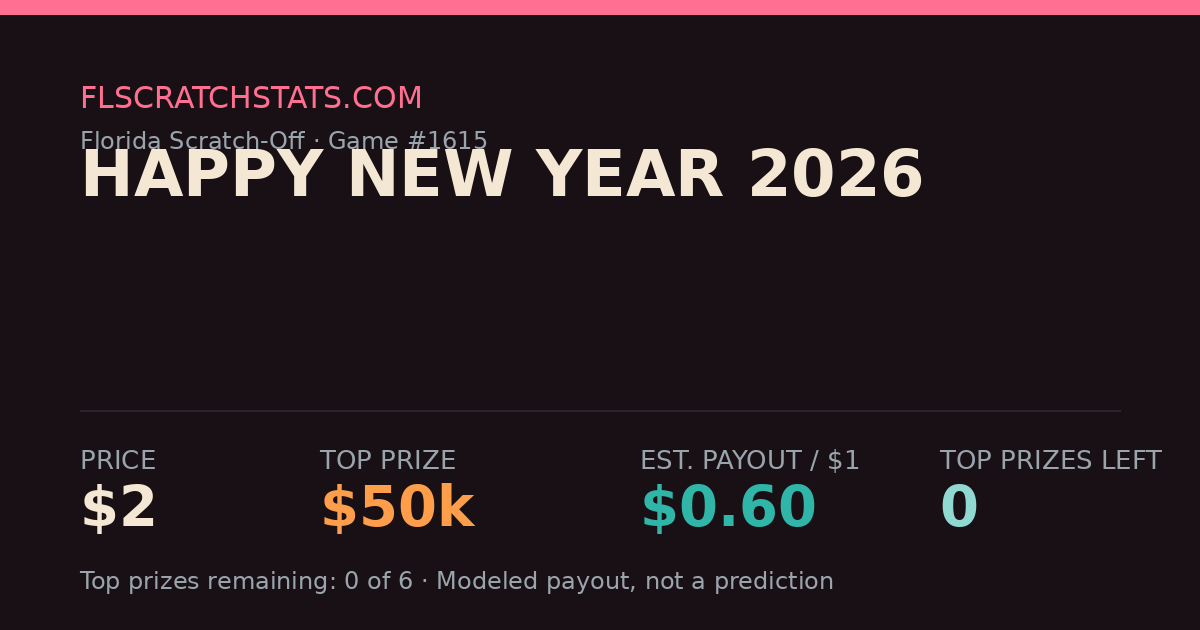 FLSCRATCHSTATS.COM
Florida Scratch-Off · Game #1615
HAPPY NEW YEAR 2026
PRICE
$2
TOP PRIZE
$50k
EST. PAYOUT / $1
$0.60
TOP PRIZES LEFT
0
Top prizes remaining: 0 of 6 · Modeled payout, not a prediction